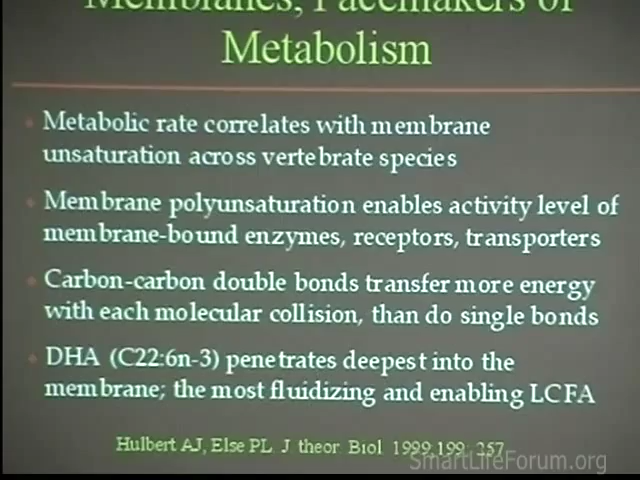 Membranes, Pacemakers of
Metabolism
Metabolic rate correlates with membrane
unsaturation across vertebrate species
Membrane polyunsaturation enables activity level of
membrane-bound enzymes, receptors, transporters
Carbon-carbon double bonds transfer more energy
with each molecular collision, than do single bonds
DHA (C22:6n-3) penetrates deepest into the
membrane; the most fluidizing and enabling LCFA
Hulbert AJ, Else PL. J. theor. Biol. 1999,199: 257
SmartLifeForum.org